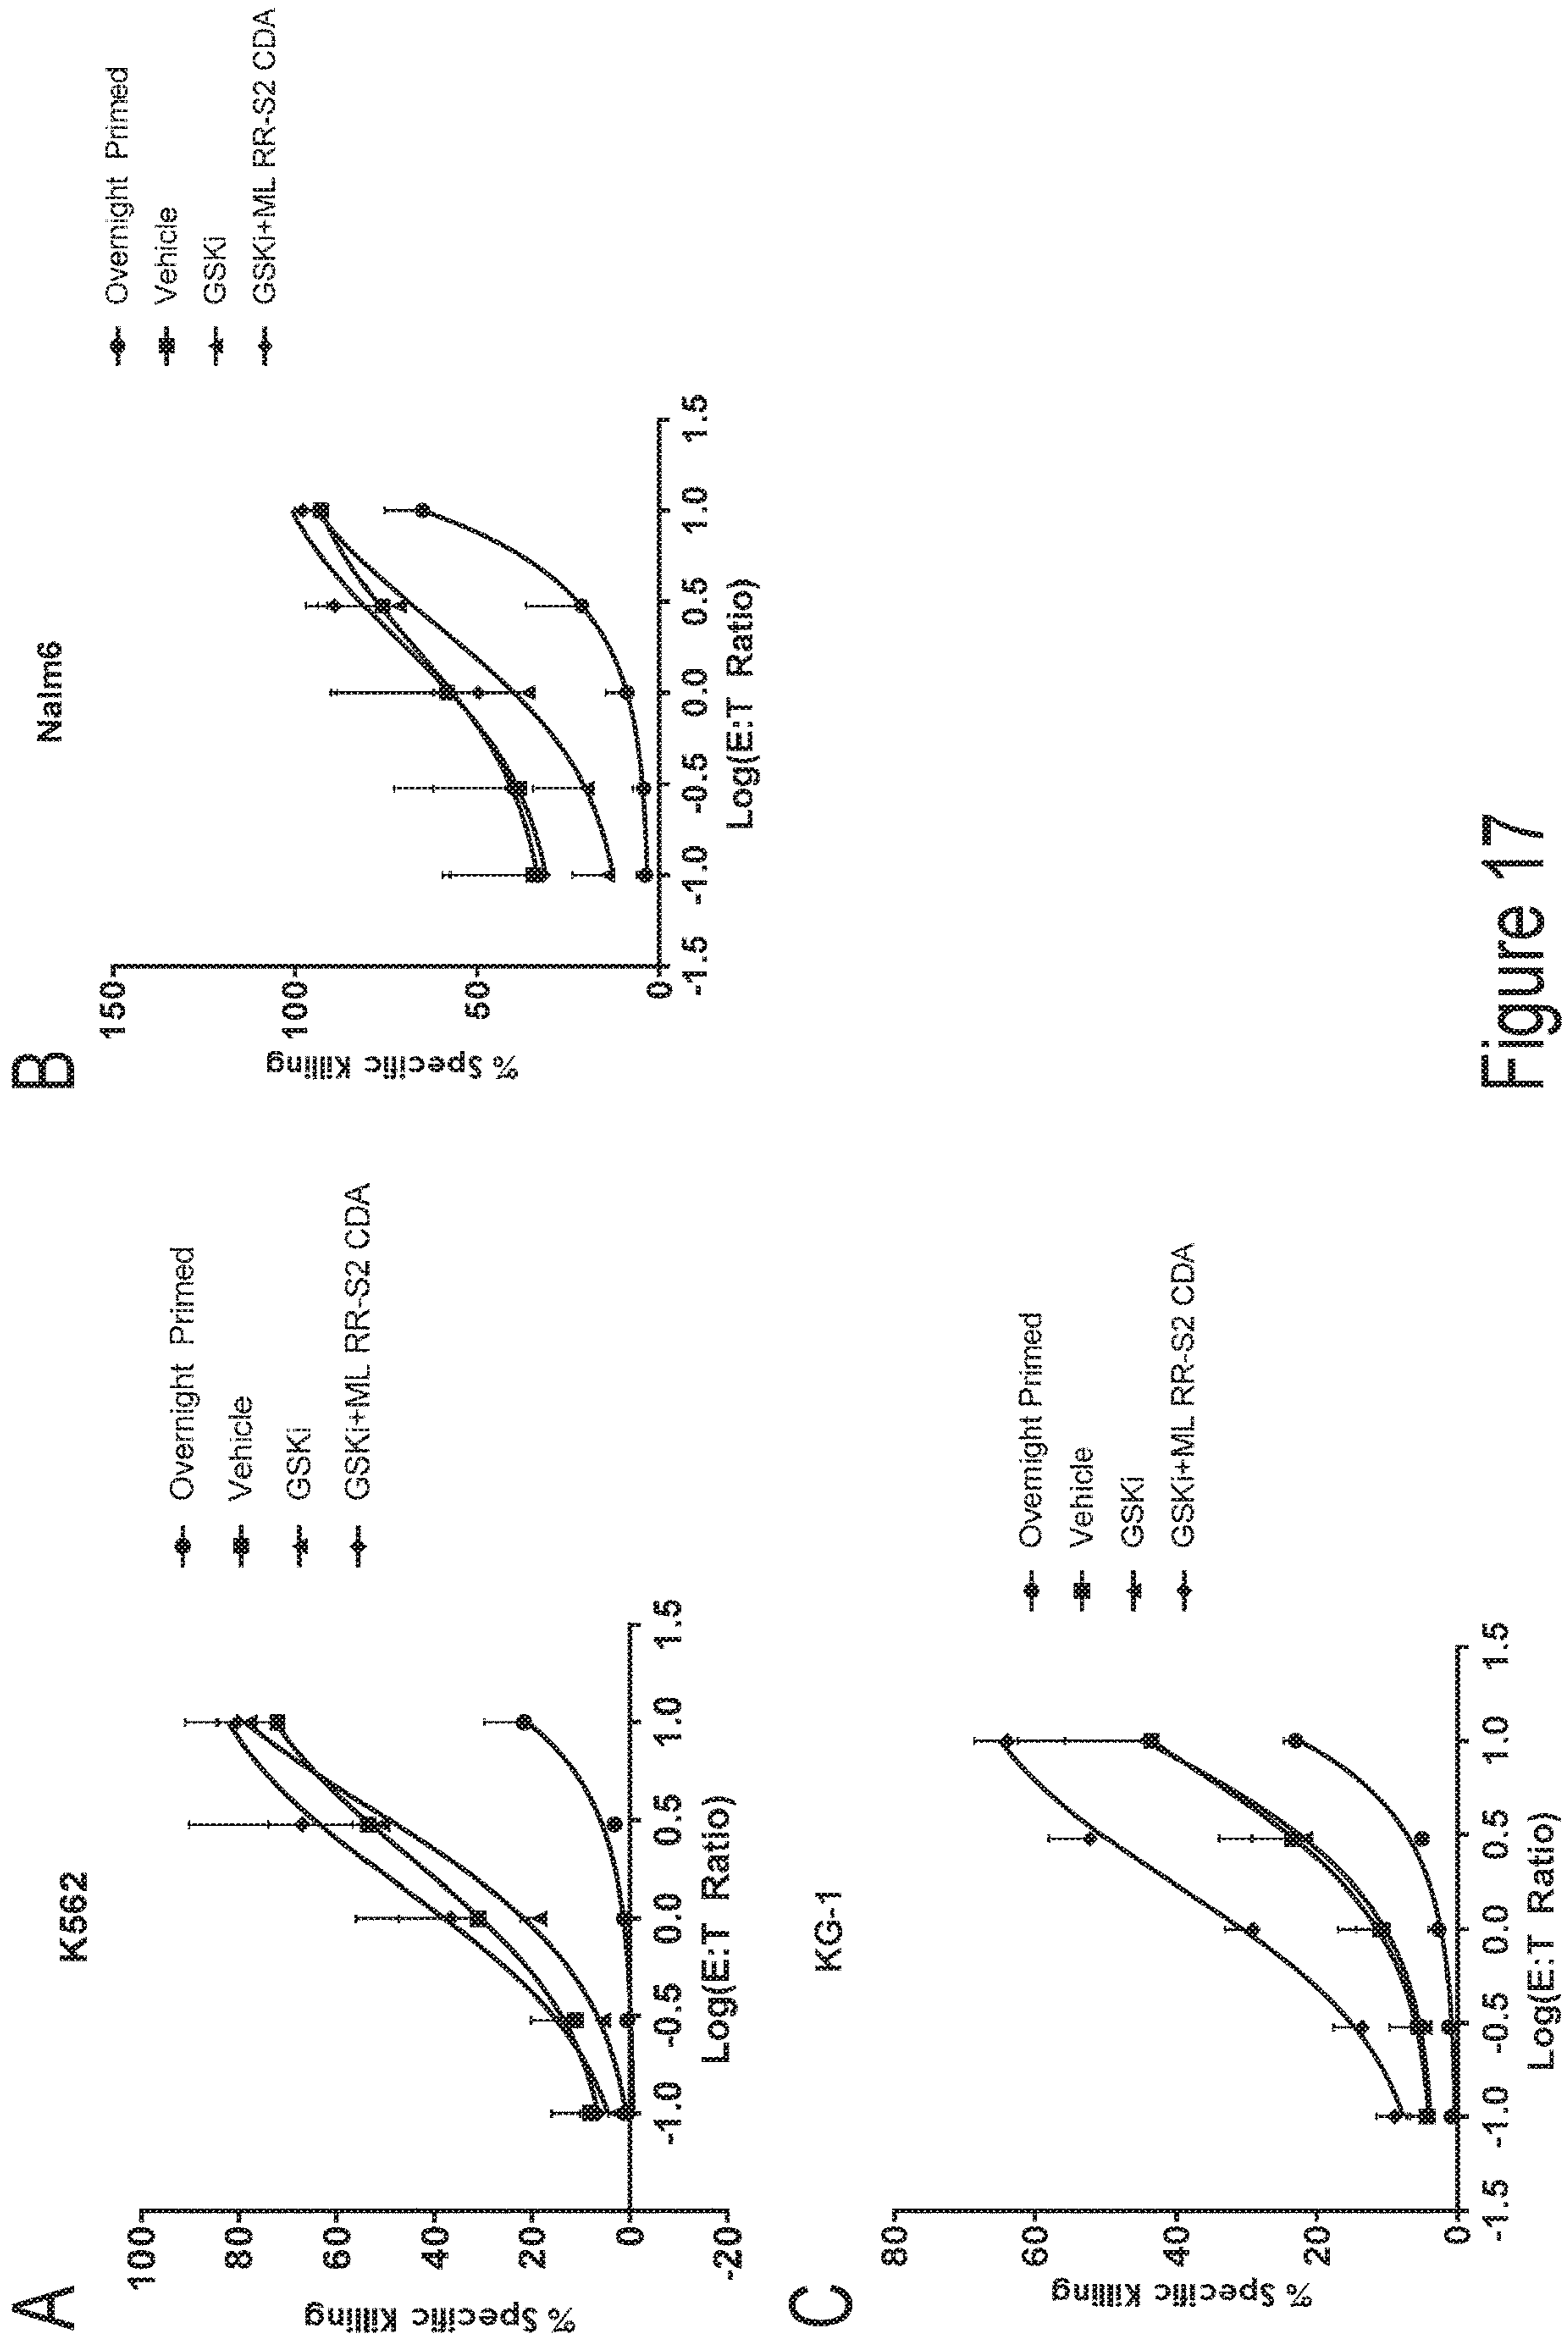 A
K562
% Specific Killing
100
80
60
40
20
0
-20
-1.0
-0.5
0.0
0.5
1.0
1.5
Log(E:T Ratio)
Overnight Primed
Vehicle
GSKi
GSKi+ML RR-S2 CDA
B
Nalm6
% Specific Killing
150
100
50
0
-1.5
-1.0
-0.5
0.0
0.5
1.0
1.5
Log(E:T Ratio)
Overnight Primed
Vehicle
GSKi
GSKi+ML RR-S2 CDA
C
KG-1
% Specific Killing
80
60
40
20
0
-1.5
-1.0
-0.5
0.0
0.5
1.0
1.5
Log(E:T Ratio)
Overnight Primed
Vehicle
GSKi
GSKi+ML RR-S2 CDA
Figure 17